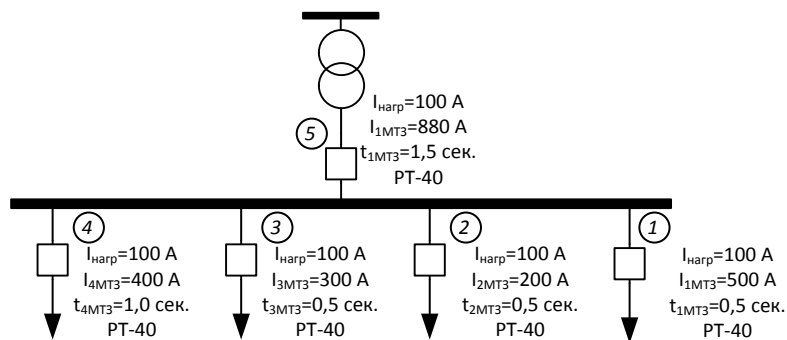 5
Iнагр=100 А
I1МТЗ=880 А
t1МТЗ=1,5 сек.
РТ-40
4
Iнагр=100 А
I4МТЗ=400 А
t4МТЗ=1,0 сек.
РТ-40
3
Iнагр=100 А
I3МТЗ=300 А
t3МТЗ=0,5 сек.
РТ-40
2
Iнагр=100 А
I2МТЗ=200 А
t2МТЗ=0,5 сек.
РТ-40
1
Iнагр=100 А
I1МТЗ=500 А
t1МТЗ=0,5 сек.
РТ-40